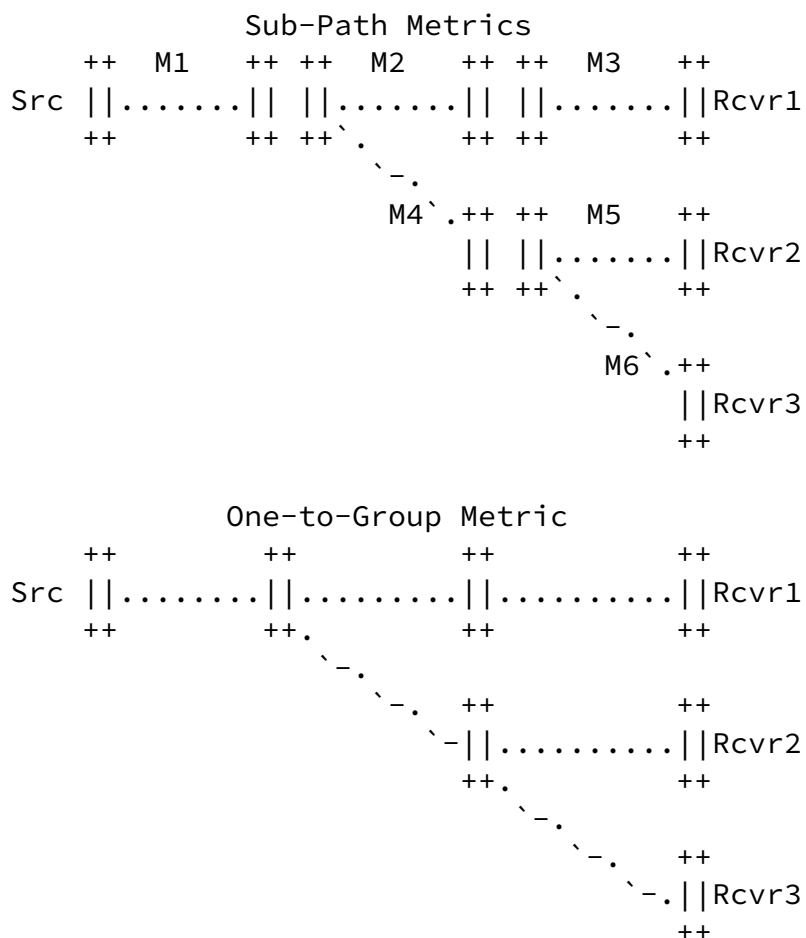 Sub-Path Metrics
    ++  M1   ++ ++  M2   ++ ++  M3   ++
Src ||.......|| ||.......|| ||.......||Rcvr1
    ++       ++ ++`.     ++ ++       ++
                    `-.
                     M4`.++ ++  M5   ++
                         || ||.......||Rcvr2
                         ++ ++`.     ++
                                `-.
                                 M6`.++
                                     ||Rcvr3
                                     ++

            One-to-Group Metric
    ++        ++         ++          ++
Src ||........||.........||..........||Rcvr1
    ++        ++.        ++          ++
                 `-.
                    `-.  ++          ++
                       `-||..........||Rcvr2
                         ++.         ++
                            `-.
                               `-.   ++
                                  `-.||Rcvr3
                                     ++